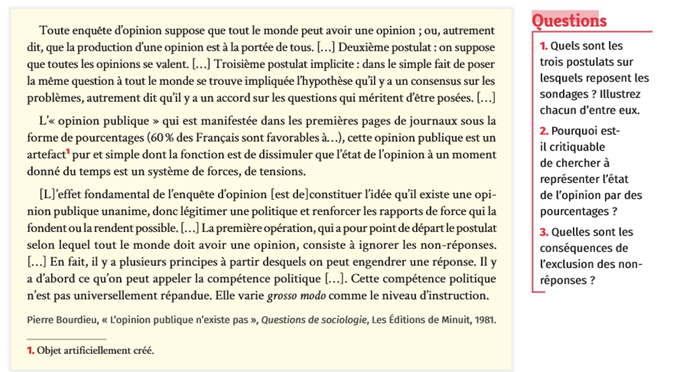 Toute enquête d'opinion suppose que tout le monde peut avoir une opinion ; ou, autrement
dit, que la production d'une opinion est à la portée de tous. […] Deuxième postulat : on suppose
que toutes les opinions se valent. […] Troisième postulat implicite : dans le simple fait de poser
la même question à tout le monde se trouve impliquée l'hypothèse qu'il y a un consensus sur les
problèmes, autrement dit qu'il y a un accord sur les questions qui méritent d'être posées. […]
L'« opinion publique » qui est manifestée dans les premières pages de journaux sous la
forme de pourcentages (60 % des Français sont favorables à…), cette opinion publique est un
artefact1 pur et simple dont la fonction est de dissimuler que l'état de l'opinion à un moment
donné du temps est un système de forces, de tensions.
[L]'effet fondamental de l'enquête d'opinion [est de]constituer l'idée qu'il existe une opi-
nion publique unanime, donc légitimer une politique et renforcer les rapports de force qui la
fondent ou la rendent possible. […] La première opération, qui a pour point de départ le postulat
selon lequel tout le monde doit avoir une opinion, consiste à ignorer les non-réponses.
[…] En fait, il y a plusieurs principes à partir desquels on peut engendrer une réponse. Il y
a d'abord ce qu'on peut appeler la compétence politique […]. Cette compétence politique
n'est pas universellement répandue. Elle varie grosso modo comme le niveau d'instruction.
Pierre Bourdieu, « L'opinion publique n'existe pas », Questions de sociologie, Les Éditions de Minuit, 1981.
1. Objet artificiellement créé.
Questions
1. Quels sont les
trois postulats sur
lesquels reposent les
sondages ? Illustrez
chacun d'entre eux.
2. Pourquoi est-
il critiquable
de chercher à
représenter l'état
de l'opinion par des
pourcentages ?
3. Quelles sont les
conséquences de
l'exclusion des non-
réponses ?